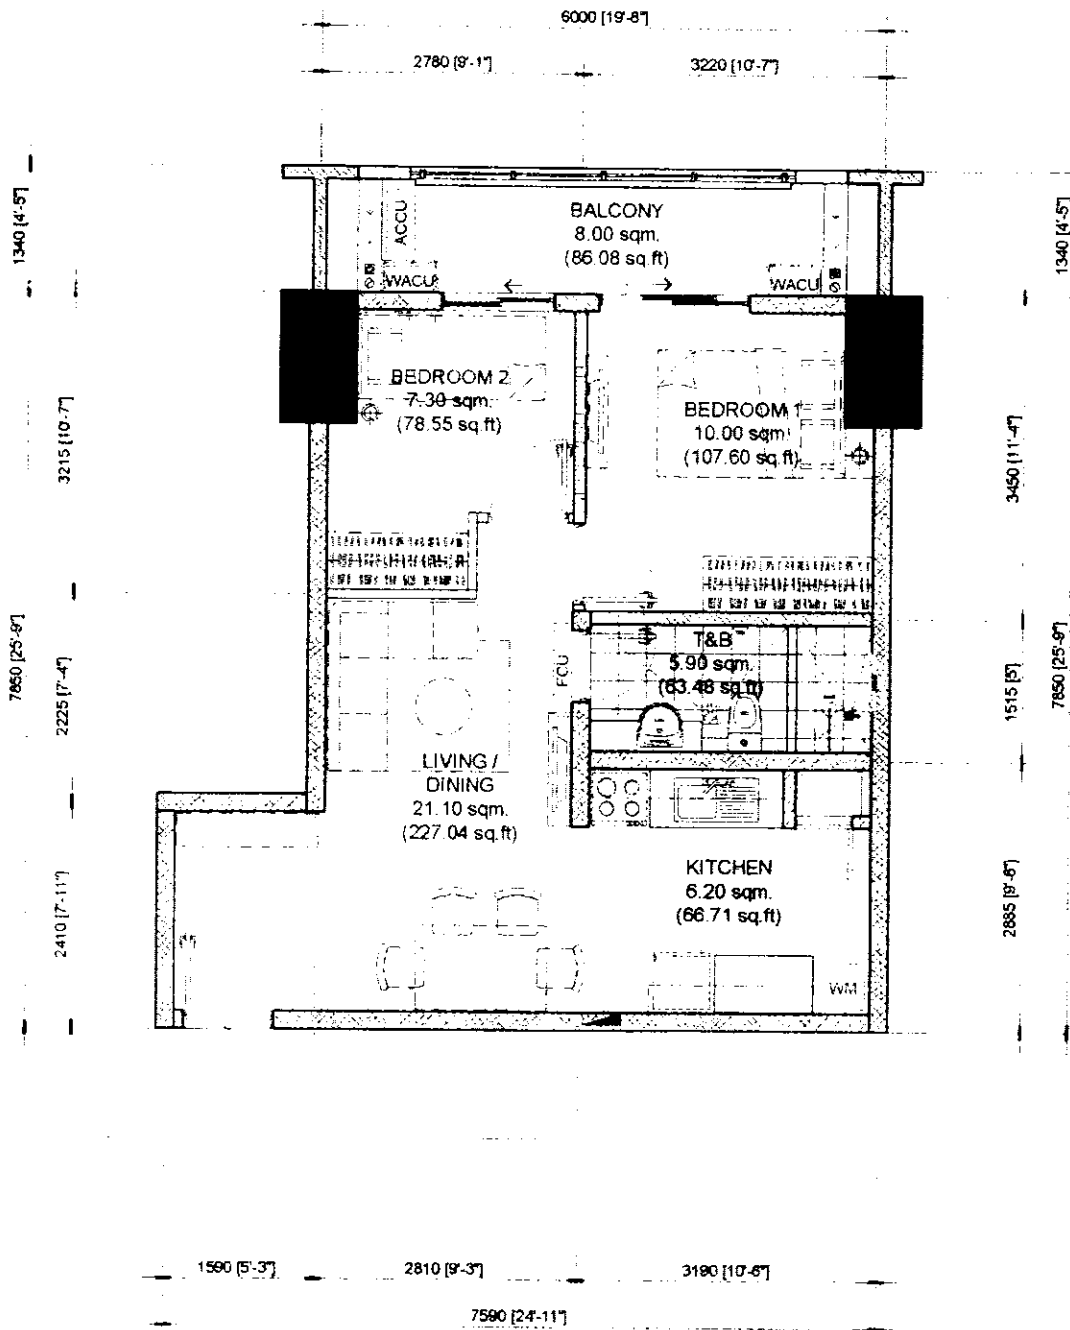 6000 [19'-8"]
2780 [9'-1"]
3220 [10'-7"]
1340 [4'-5"]
1340 [4'-5"]
ACCU
BALCONY
8.00 sqm.
(86.08 sq.ft)
WACU
WACU
BEDROOM 2
7.30 sqm.
(78.55 sq.ft)
BEDROOM 1
10.00 sqm.
(107.60 sq.ft)
3215 [10'-7"]
3450 [11'-4"]
7850 [25'-9"]
2225 [7'-4"]
FCU
T&B
5.90 sqm.
(63.48 sq.ft)
1515 [5']
7850 [25'-9"]
LIVING /
DINING
21.10 sqm.
(227.04 sq.ft)
KITCHEN
6.20 sqm.
(66.71 sq.ft)
2410 [7'-11"]
2885 [9'-6"]
WM
1590 [5'-3"]
2810 [9'-3"]
3190 [10'-6"]
7590 [24'-11"]